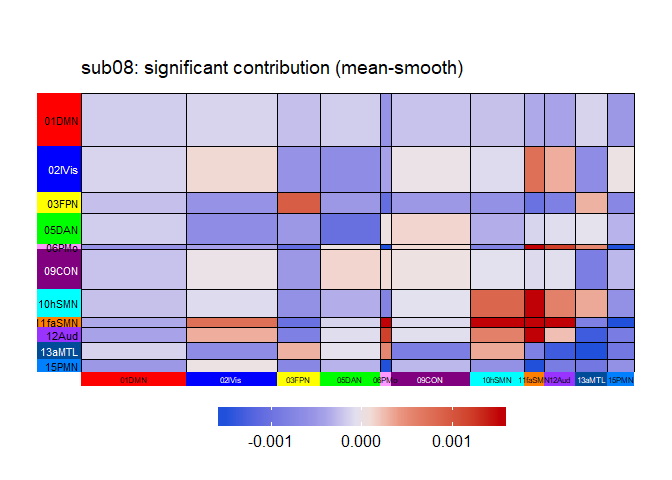 sub08: significant contribution (mean-smooth)
01DMN
02lVis
03FPN
05DAN
06PMo
09CON
10hSMN
1faSMN
12Aud
13aMTL
15PMN
01DMN 02lVis 03FPN 05DAN 06PMo 09CON 10hSMN 11faSMN 12Aud 13aMTL 15PMN
-0.001 0.000 0.001